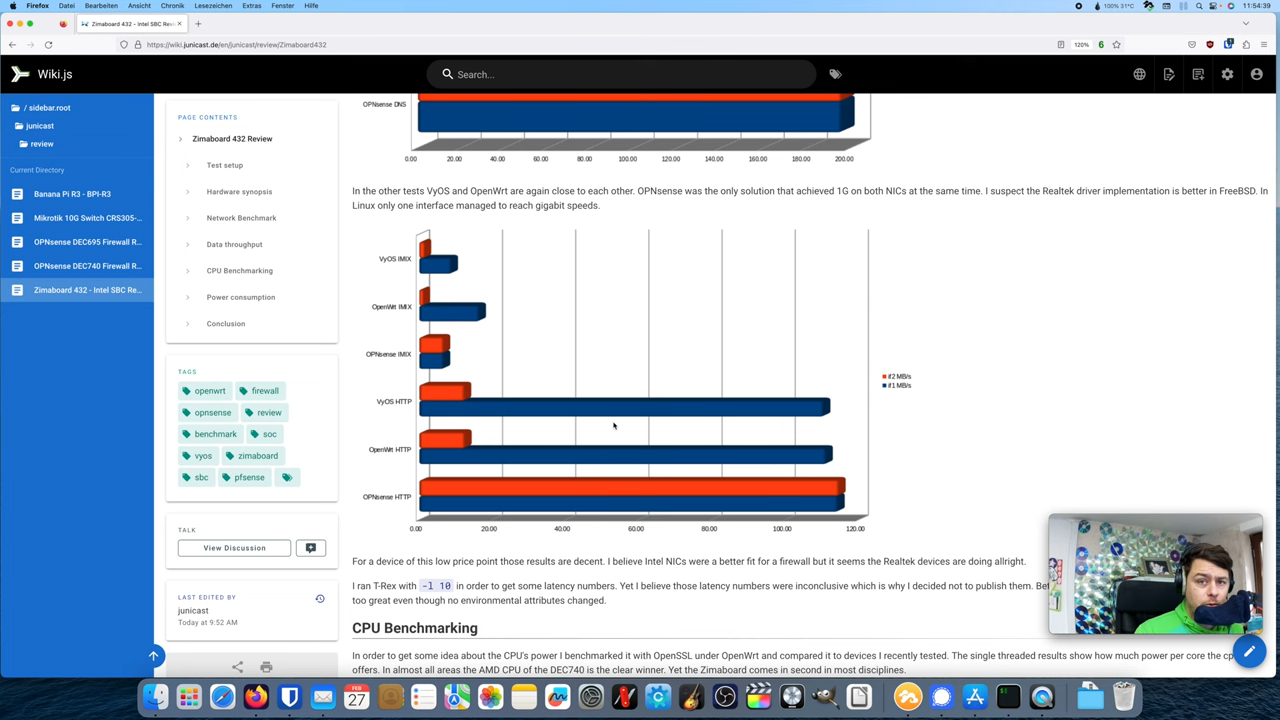 Firefox Datei Bearbeiten Ansicht Chronik Lesezeichen Extras Fenster Hilfe 100% 31°C 11:54:39
Zimaboard 432 - Intel SBC Rev
https://wiki.junicast.de/en/junicast/review/Zimaboard432 120% 6
Wiki.js Search...
/ sidebar.root
junicast
review
Current Directory
Banana Pi R3 - BPI-R3
Mikrotik 10G Switch CRS305-...
OPNsense DEC695 Firewall R...
OPNsense DEC740 Firewall R...
Zimaboard 432 - Intel SBC Re...
PAGE CONTENTS
Zimaboard 432 Review
Test setup
Hardware synopsis
Network Benchmark
Data throughput
CPU Benchmarking
Power consumption
Conclusion
TAGS
openwrt firewall
opnsense review
benchmark soc
vyos zimaboard
sbc pfsense
TALK
View Discussion
LAST EDITED BY
junicast
Today at 9:52 AM
OPNsense DNS
0.00 20.00 40.00 60.00 80.00 100.00 120.00 140.00 160.00 180.00 200.00
In the other tests VyOS and OpenWrt are again close to each other. OPNsense was the only solution that achieved 1G on both NICs at the same time. I suspect the Realtek driver implementation is better in FreeBSD. In
Linux only one interface managed to reach gigabit speeds.
VyOS IMIX
OpenWrt IMIX
OPNsense IMIX
VyOS HTTP
OpenWrt HTTP
OPNsense HTTP
0.00 20.00 40.00 60.00 80.00 100.00 120.00
if2 MB/s
if1 MB/s
For a device of this low price point those results are decent. I believe Intel NICs were a better fit for a firewall but it seems the Realtek devices are doing allright.
I ran T-Rex with -l 10 in order to get some latency numbers. Yet I believe those latency numbers were inconclusive which is why I decided not to publish them.
too great even though no environmental attributes changed.
CPU Benchmarking
In order to get some idea about the CPU's power I benchmarked it with OpenSSL under OpenWrt and compared it to devices I recently tested. The single threaded results show how much power per core the cp
offers. In almost all areas the AMD CPU of the DEC740 is the clear winner. Yet the Zimaboard comes in second in most disciplines.
FEB
27